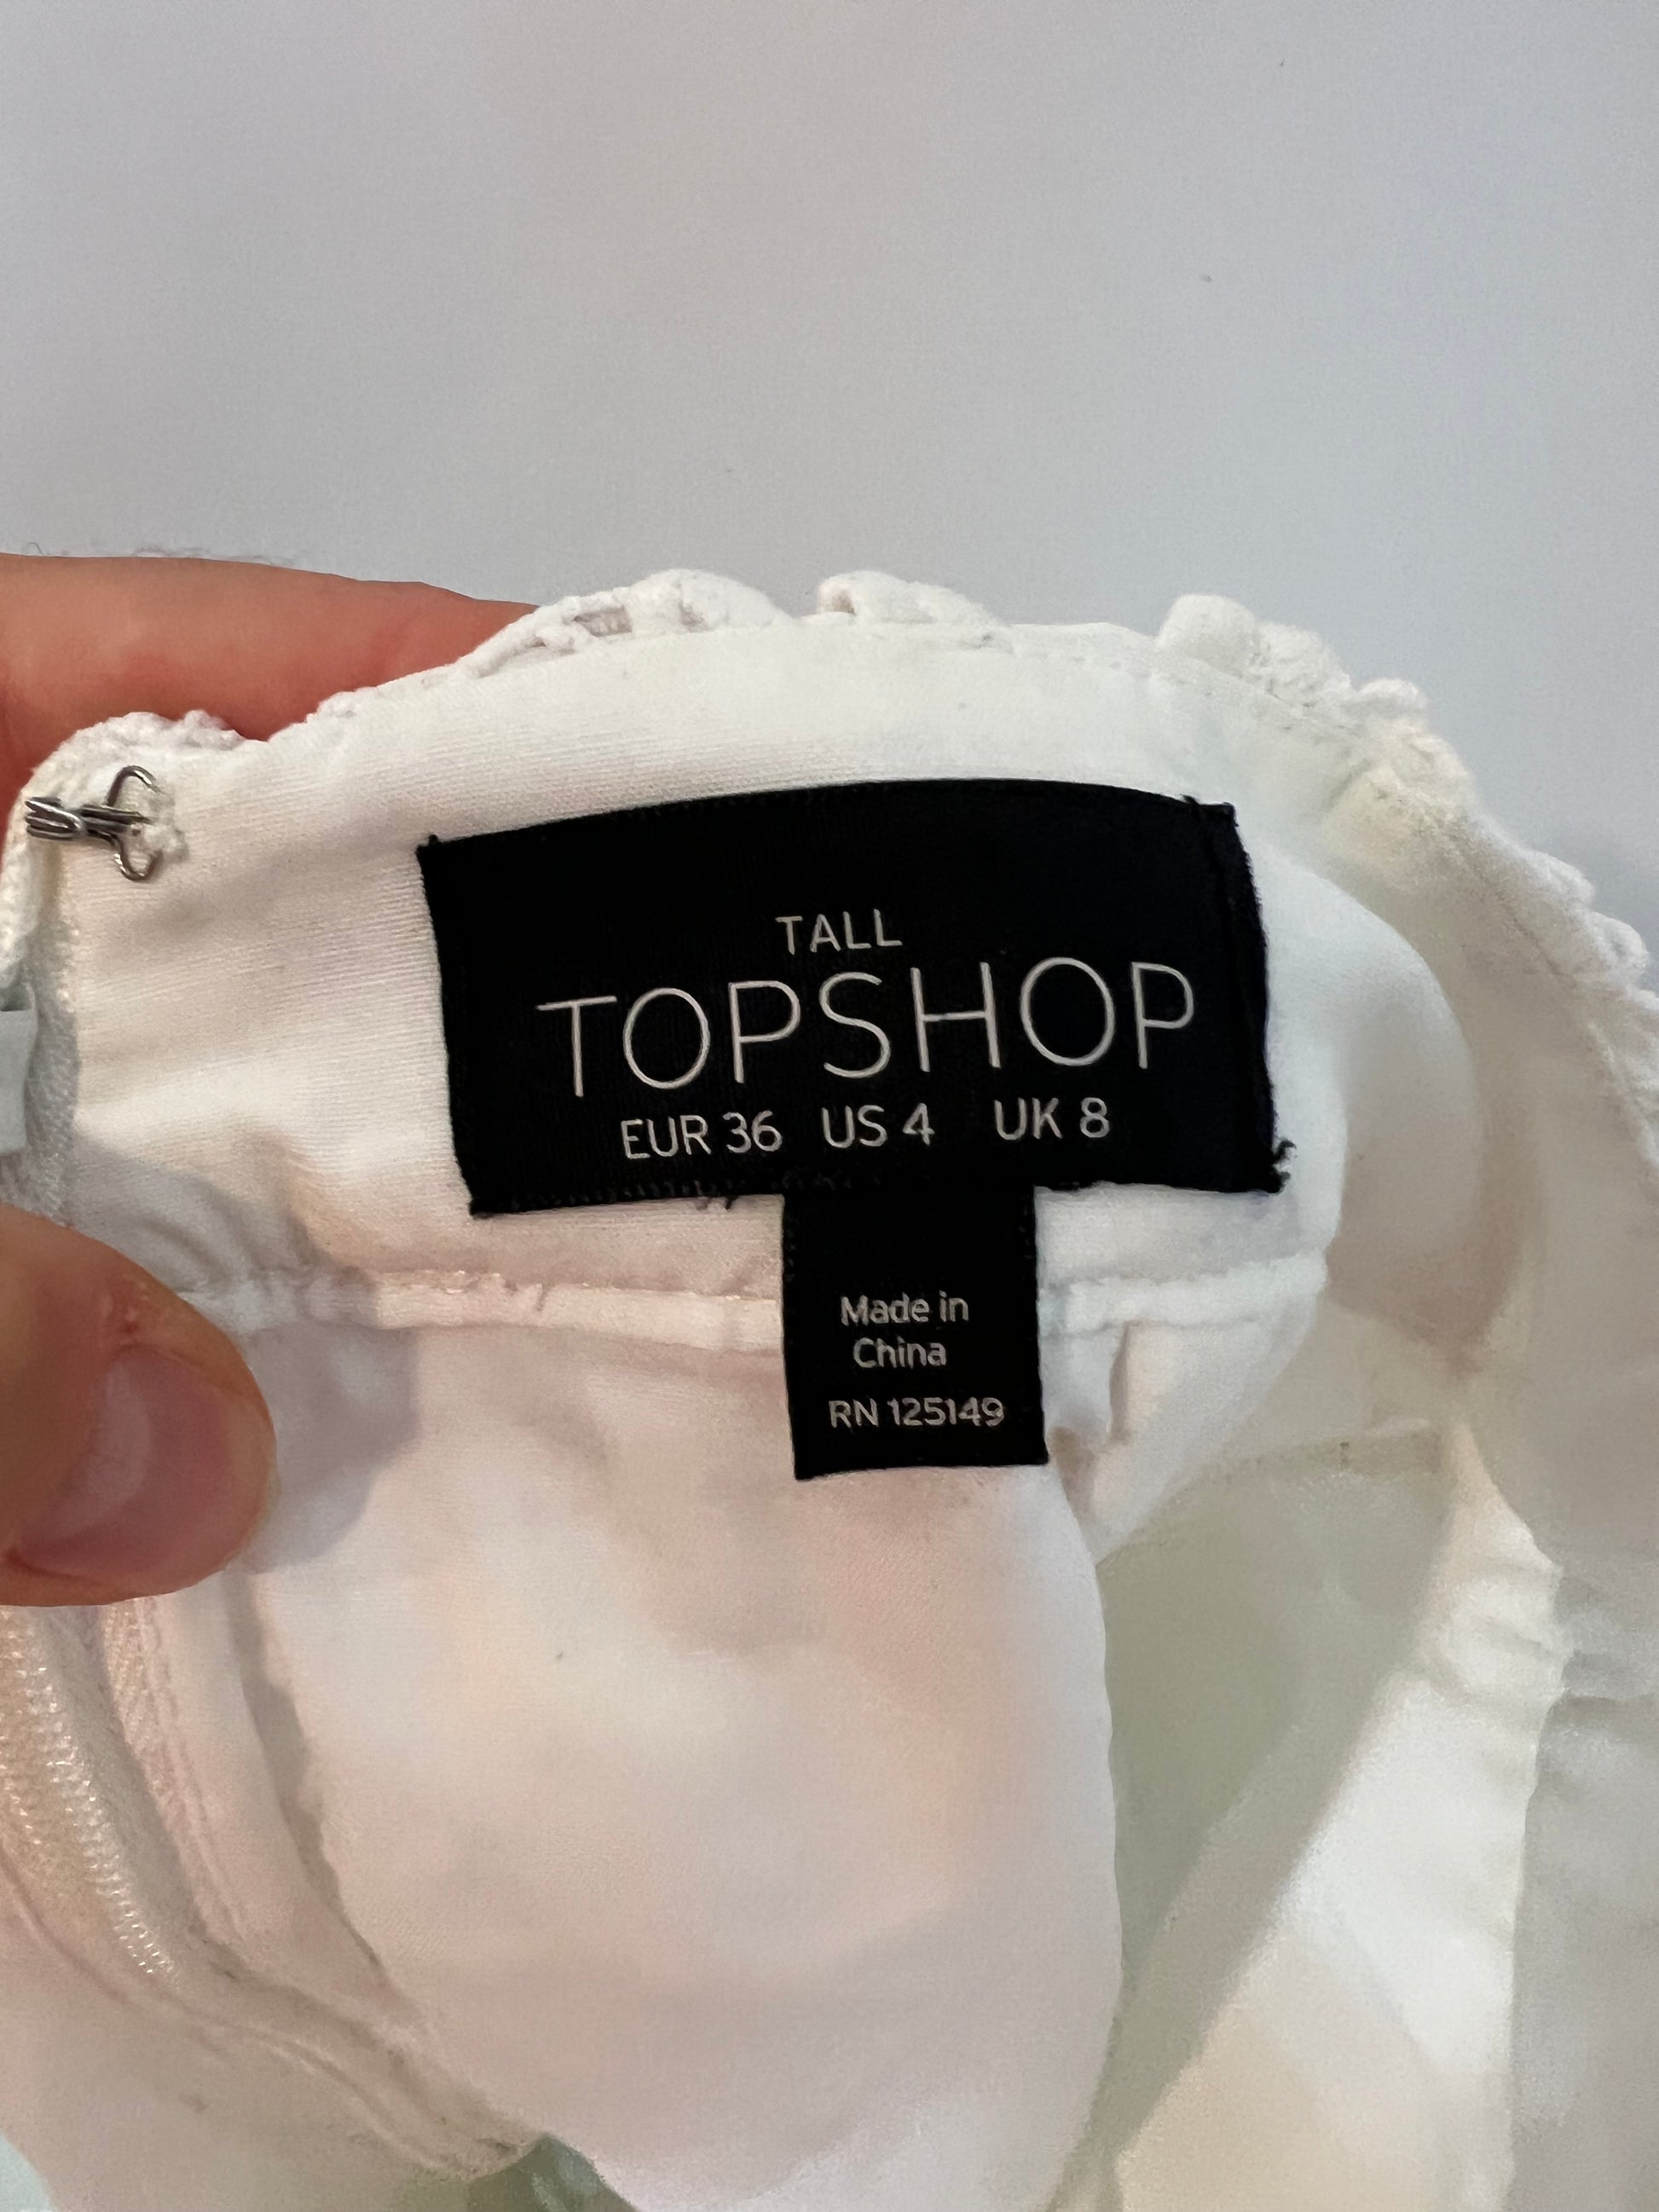 TALL
TOPSHOP
EUR 36 US 4 UK 8
Made in
China
RN 125149